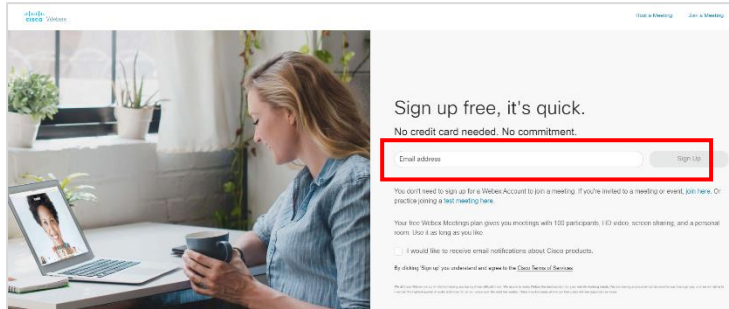 cisco Webex
Host a Meeting Join a Meeting
Sign up free, it's quick.
No credit card needed. No commitment.
Email address
Sign Up
You don't need to sign up for a Webex Account to join a meeting. If you're invited to a meeting or event, join here. Or
practice joining a test meeting here.
Your free Webex Meetings plan gives you meetings with 100 participants, HD video, screen sharing, and a personal
room. Use it as long as you like.
I would like to receive email notifications about Cisco products.
By clicking 'Sign up' you understand and agree to the Cisco Terms of Services